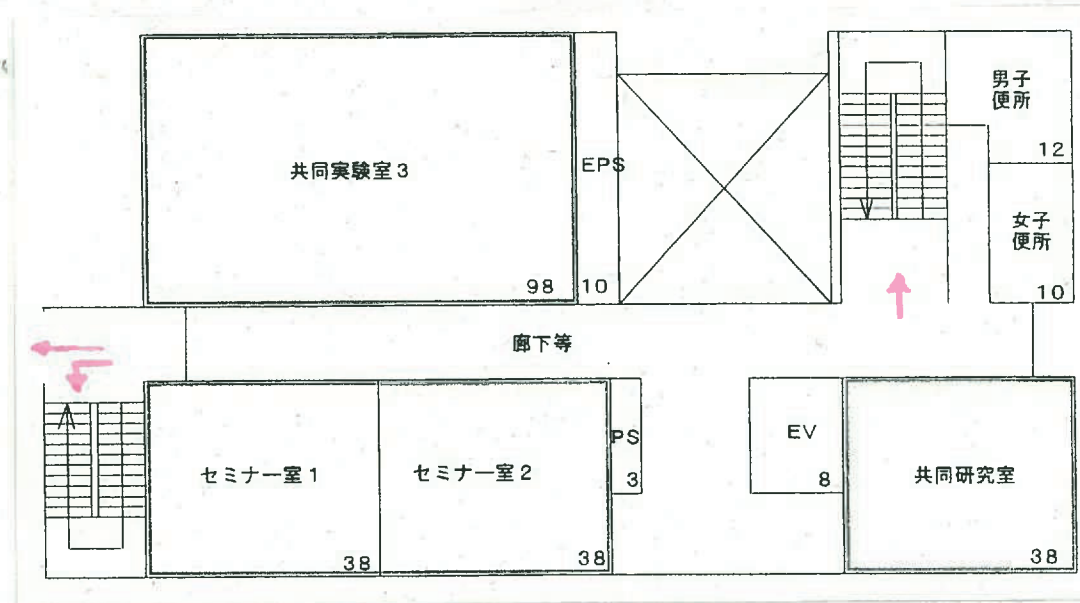 共同実験室3
98
EPS
10
男子
便所
12
女子
便所
10
廊下等
セミナー室1
38
セミナー室2
38
PS
3
EV
8
共同研究室
38